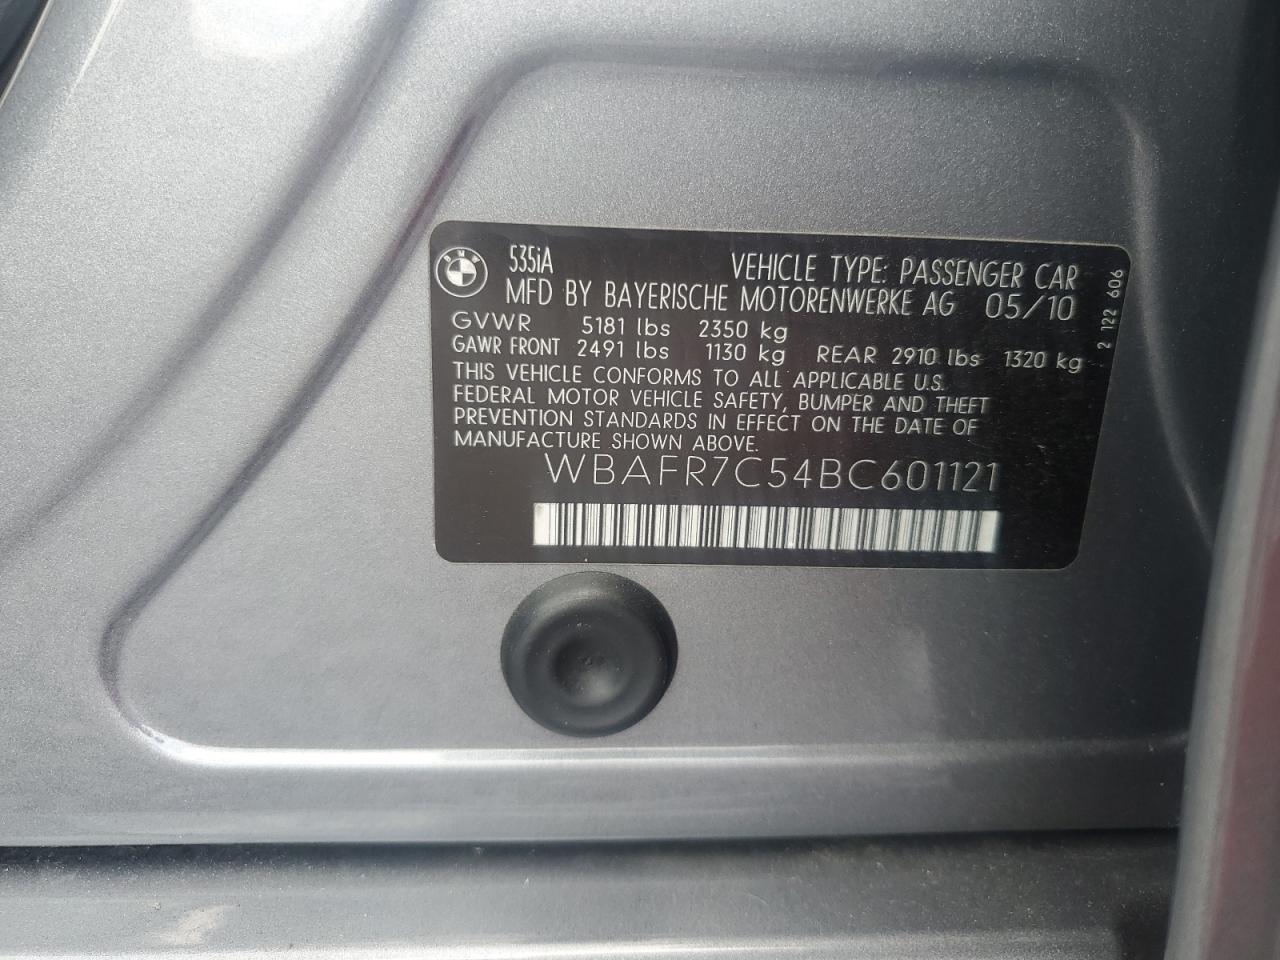 BMW
535iA VEHICLE TYPE: PASSENGER CAR
MFD BY BAYERISCHE MOTORENWERKE AG 05/10
GVWR 5181 lbs 2350 kg
GAWR FRONT 2491 lbs 1130 kg REAR 2910 lbs 1320 kg
THIS VEHICLE CONFORMS TO ALL APPLICABLE U.S.
FEDERAL MOTOR VEHICLE SAFETY, BUMPER AND THEFT
PREVENTION STANDARDS IN EFFECT ON THE DATE OF
MANUFACTURE SHOWN ABOVE.
WBAFR7C54BC601121
2 122 606